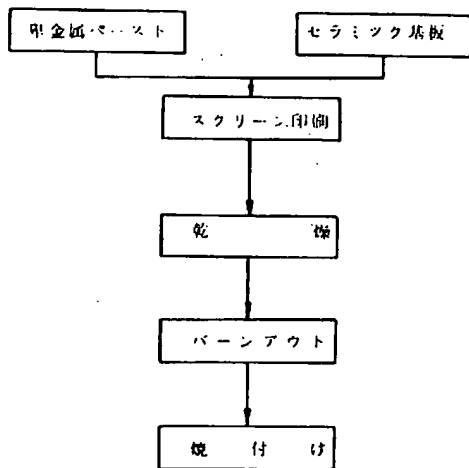 卑金属ペースト
セラミック基板
スクリーン印刷
乾燥
バーンアウト
焼付け